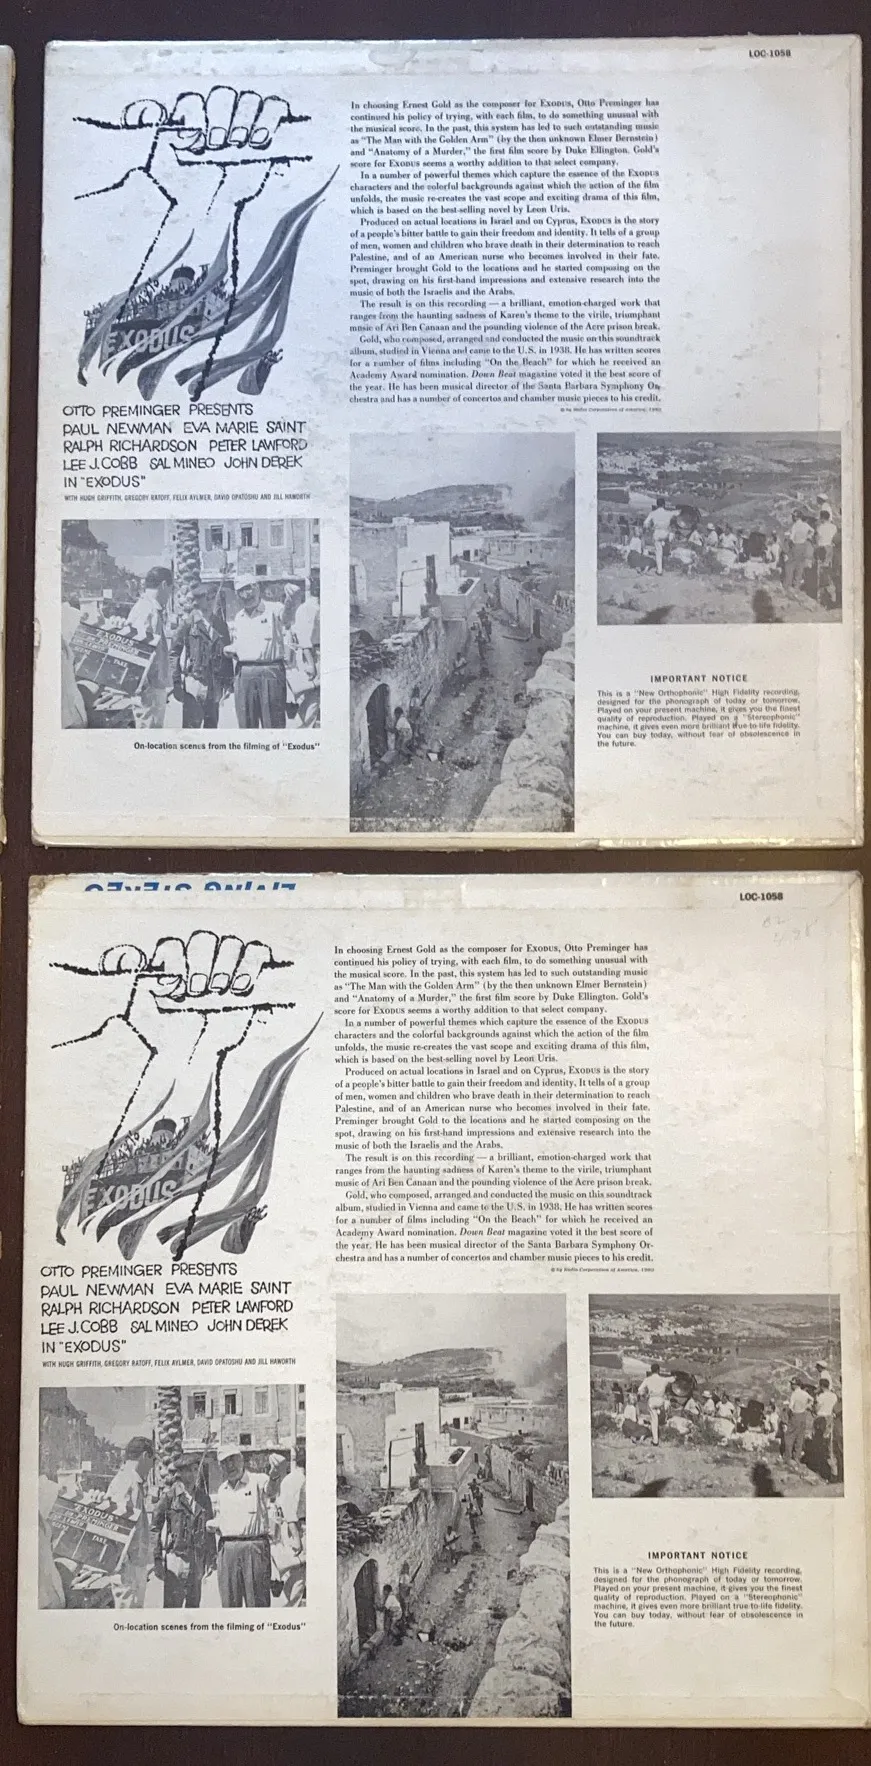 LOC-1058
In choosing Ernest Gold as the composer for EXODUS, Otto Preminger has
continued his policy of trying, with each film, to do something unusual with
the musical score. In the past, this system has led to such outstanding music
as "The Man with the Golden Arm" (by the then unknown Elmer Bernstein)
and "Anatomy of a Murder," the first film score by Duke Ellington. Gold's
score for EXODUS seems a worthy addition to that select company.
In a number of powerful themes which capture the essence of the EXODUS
characters and the colorful backgrounds against which the action of the film
unfolds, the music re-creates the vast scope and exciting drama of this film,
which is based on the best-selling novel by Leon Uris.
Produced on actual locations in Israel and on Cyprus, EXODUS is the story
of a people's bitter battle to gain their freedom and identity. It tells of a group
of men, women and children who brave death in their determination to reach
Palestine, and of an American nurse who becomes involved in their fate.
Preminger brought Gold to the locations and he started composing on the
spot, drawing on his first-hand impressions and extensive research into the
music of both the Israelis and the Arabs.
The result is on this recording — a brilliant, emotion-charged work that
ranges from the haunting sadness of Karen's theme to the virile, triumphant
music of Ari Ben Canaan and the pounding violence of the Acre prison break.
Gold, who composed, arranged and conducted the music on this soundtrack
album, studied in Vienna and came to the U.S. in 1938. He has written scores
for a number of films including "On the Beach" for which he received an
Academy Award nomination. Down Beat magazine voted it the best score of
the year. He has been musical director of the Santa Barbara Symphony Or-
chestra and has a number of concertos and chamber music pieces to his credit.
© by Radio Corporation of America, 1960
EXODUS
OTTO PREMINGER PRESENTS
PAUL NEWMAN EVA MARIE SAINT
RALPH RICHARDSON PETER LAWFORD
LEE J. COBB SAL MINEO JOHN DEREK
IN "EXODUS"
WITH HUGH GRIFFITH, GREGORY RATOFF, FELIX AYLMER, DAVID OPATOSHU AND JILL HAWORTH
EXODUS
TAKE
On-location scenes from the filming of "Exodus"
IMPORTANT NOTICE
This is a "New Orthophonic" High Fidelity recording,
designed for the phonograph of today or tomorrow.
Played on your present machine, it gives you the finest
quality of reproduction. Played on a "Stereophonic"
machine, it gives even more brilliant true-to-life fidelity.
You can buy today, without fear of obsolescence in
the future.
LIVING STEREO
LOC-1058
In choosing Ernest Gold as the composer for EXODUS, Otto Preminger has
continued his policy of trying, with each film, to do something unusual with
the musical score. In the past, this system has led to such outstanding music
as "The Man with the Golden Arm" (by the then unknown Elmer Bernstein)
and "Anatomy of a Murder," the first film score by Duke Ellington. Gold's
score for EXODUS seems a worthy addition to that select company.
In a number of powerful themes which capture the essence of the EXODUS
characters and the colorful backgrounds against which the action of the film
unfolds, the music re-creates the vast scope and exciting drama of this film,
which is based on the best-selling novel by Leon Uris.
Produced on actual locations in Israel and on Cyprus, EXODUS is the story
of a people's bitter battle to gain their freedom and identity. It tells of a group
of men, women and children who brave death in their determination to reach
Palestine, and of an American nurse who becomes involved in their fate.
Preminger brought Gold to the locations and he started composing on the
spot, drawing on his first-hand impressions and extensive research into the
music of both the Israelis and the Arabs.
The result is on this recording — a brilliant, emotion-charged work that
ranges from the haunting sadness of Karen's theme to the virile, triumphant
music of Ari Ben Canaan and the pounding violence of the Acre prison break.
Gold, who composed, arranged and conducted the music on this soundtrack
album, studied in Vienna and came to the U.S. in 1938. He has written scores
for a number of films including "On the Beach" for which he received an
Academy Award nomination. Down Beat magazine voted it the best score of
the year. He has been musical director of the Santa Barbara Symphony Or-
chestra and has a number of concertos and chamber music pieces to his credit.
© by Radio Corporation of America, 1960
EXODUS
OTTO PREMINGER PRESENTS
PAUL NEWMAN EVA MARIE SAINT
RALPH RICHARDSON PETER LAWFORD
LEE J. COBB SAL MINEO JOHN DEREK
IN "EXODUS"
WITH HUGH GRIFFITH, GREGORY RATOFF, FELIX AYLMER, DAVID OPATOSHU AND JILL HAWORTH
EXODUS
PREMINGER
TAKE
On-location scenes from the filming of "Exodus"
IMPORTANT NOTICE
This is a "New Orthophonic" High Fidelity recording,
designed for the phonograph of today or tomorrow.
Played on your present machine, it gives you the finest
quality of reproduction. Played on a "Stereophonic"
machine, it gives even more brilliant true-to-life fidelity.
You can buy today, without fear of obsolescence in
the future.